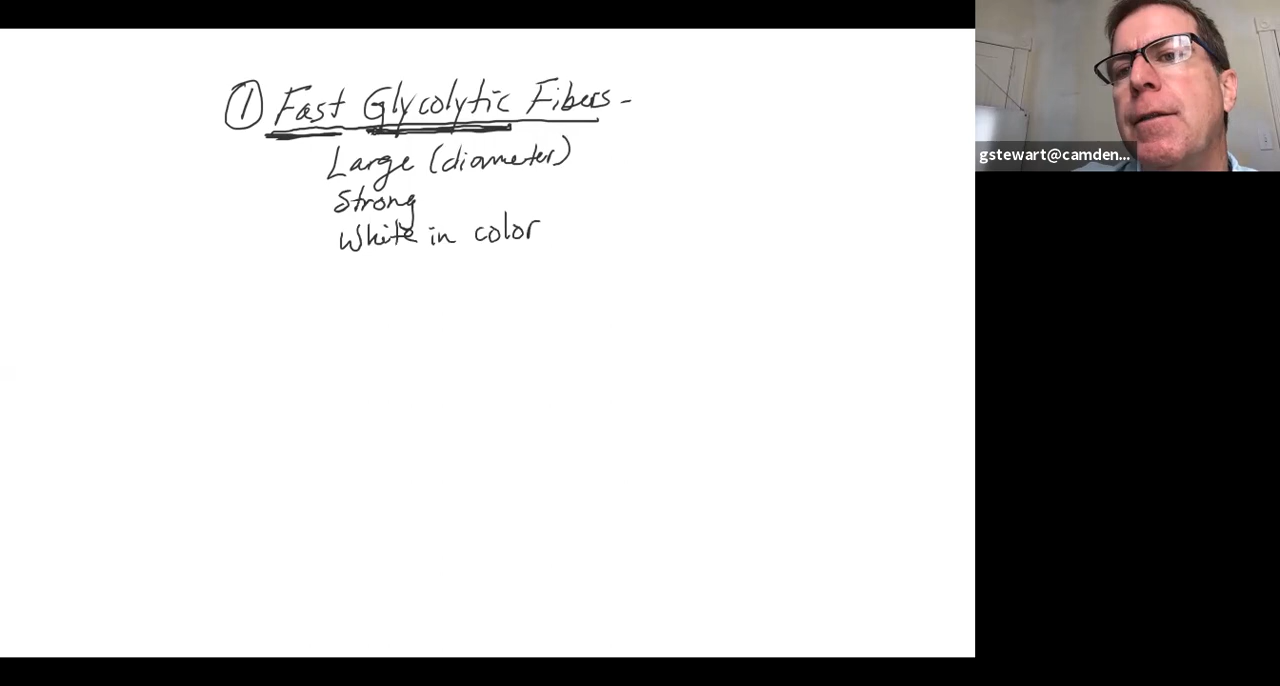 ① Fast Glycolytic Fibers -
Large (diameter)
Strong
White in color
gstewart@camden...